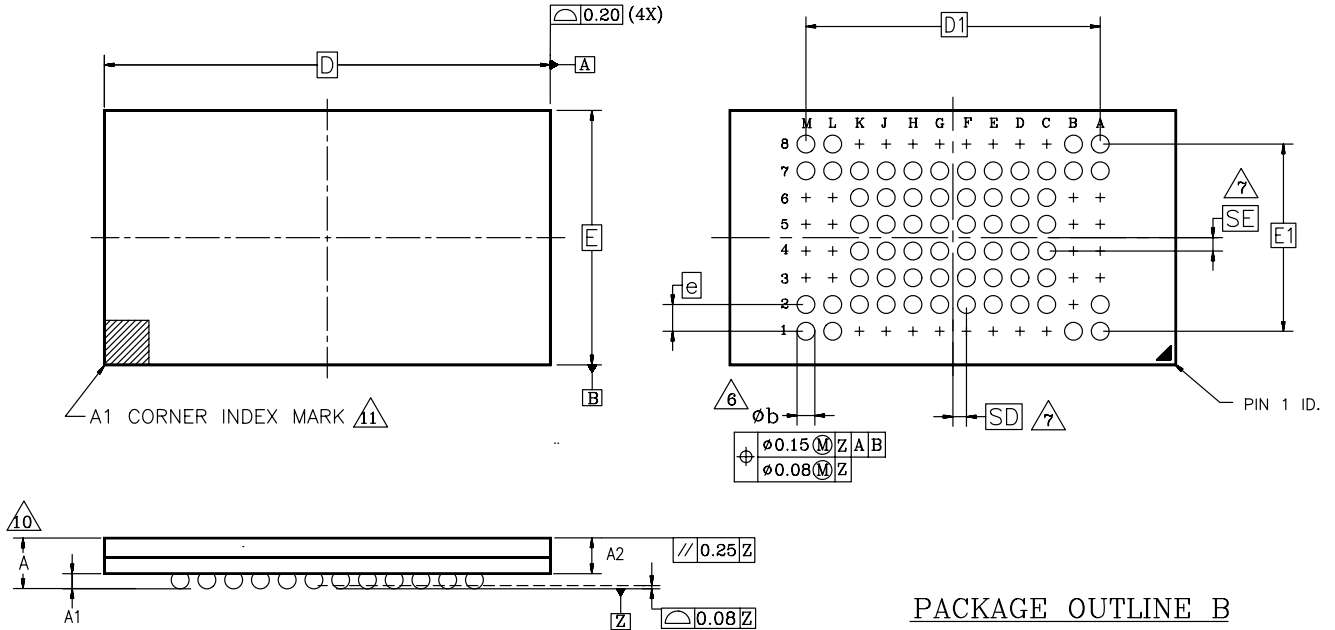 ⌓ 0.20 (4X)
D
A
E
B
A1 CORNER INDEX MARK 11
D1
M L K J H G F E D C B A
8
7
6
5
4
3
2
1
7
SE
E1
e
6
øb
SD 7
PIN 1 ID.
⌖ ø0.15 Ⓜ Z A B
ø0.08 Ⓜ Z
10
A
A1
A2
// 0.25 Z
Z
⌓ 0.08 Z
PACKAGE OUTLINE B